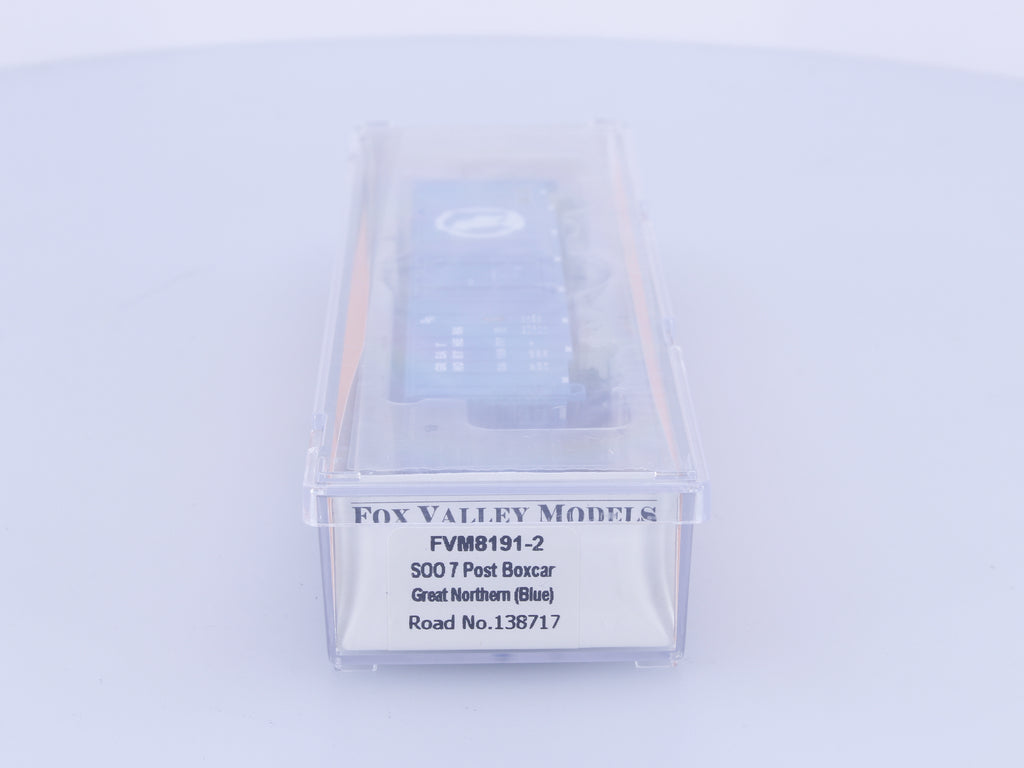 FOX VALLEY MODELS
FVM8191-2
SOO 7 Post Boxcar
Great Northern (Blue)
Road No.138717